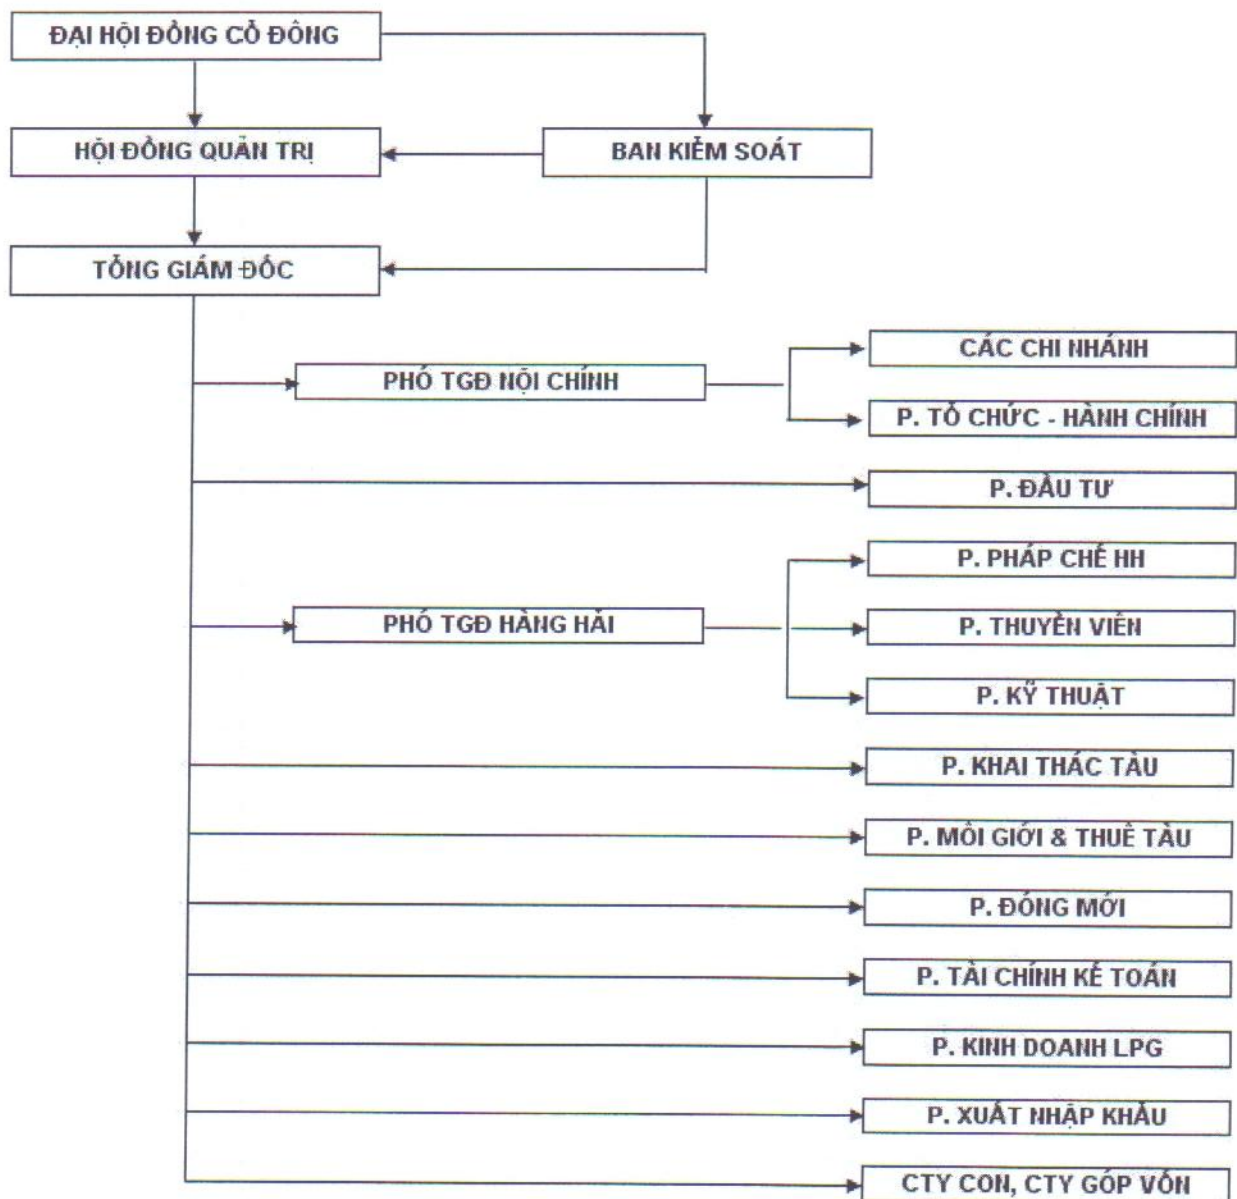 ĐẠI HỘI ĐỒNG CỔ ĐÔNG
HỘI ĐỒNG QUẢN TRỊ
BAN KIỂM SOÁT
TỔNG GIÁM ĐỐC
CÁC CHI NHÁNH
PHÓ TGĐ NỘI CHÍNH
P. TỔ CHỨC - HÀNH CHÍNH
P. ĐẦU TƯ
P. PHÁP CHẾ HH
PHÓ TGĐ HÀNG HẢI
P. THUYỀN VIÊN
P. KỸ THUẬT
P. KHAI THÁC TÀU
P. MÔI GIỚI & THUÊ TÀU
P. ĐÓNG MỚI
P. TÀI CHÍNH KẾ TOÁN
P. KINH DOANH LPG
P. XUẤT NHẬP KHẨU
CTY CON, CTY GÓP VỐN